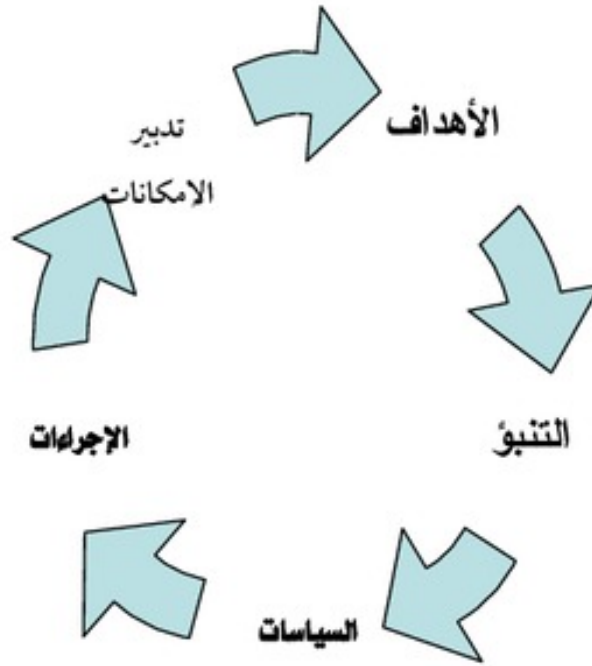 الأهداف
تدبير
الامكانات
التنبؤ
الإجراءات
السياسات